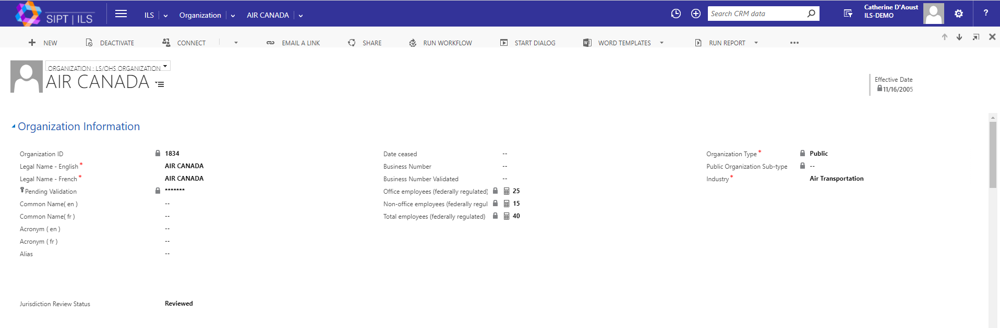 SIPT | ILS
ILS
Organization
AIR CANADA
Search CRM data
Catherine D'Aoust
ILS-DEMO
?
NEW
DEACTIVATE
CONNECT
EMAIL A LINK
SHARE
RUN WORKFLOW
START DIALOG
WORD TEMPLATES
RUN REPORT
ORGANIZATION : LS/OHS ORGANIZATION
AIR CANADA
Effective Date
11/16/2005
Organization Information
Organization ID 1834
Legal Name - English* AIR CANADA
Legal Name - French* AIR CANADA
Pending Validation *******
Common Name( en ) --
Common Name( fr ) --
Acronym ( en ) --
Acronym ( fr ) --
Alias --
Jurisdiction Review Status Reviewed
Date ceased --
Business Number --
Business Number Validated --
Office employees (federally regulated) 25
Non-office employees (federally regul 15
Total employees (federally regulated) 40
Organization Type* Public
Public Organization Sub-type --
Industry* Air Transportation